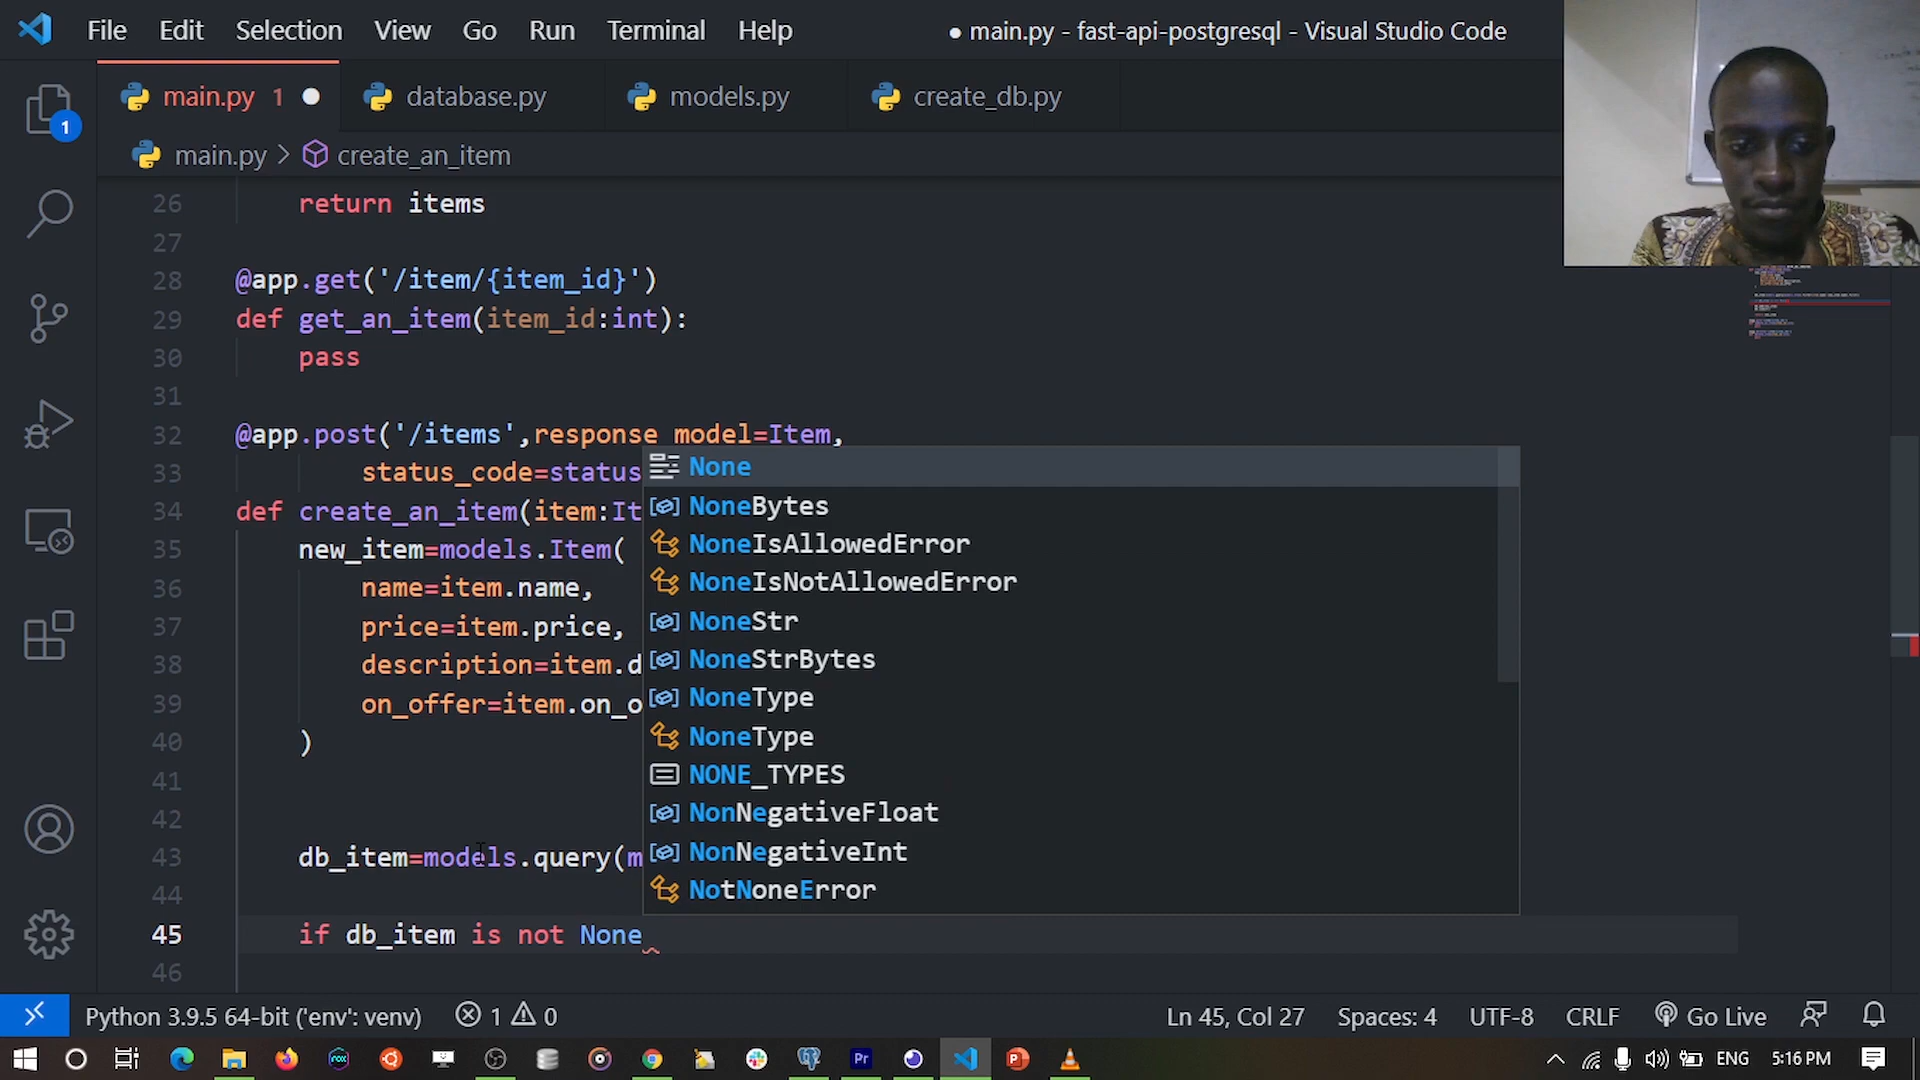 File Edit Selection View Go Run Terminal Help ● main.py - fast-api-postgresql - Visual Studio Code
main.py 1 database.py models.py create_db.py
main.py > create_an_item
1
26 return items
27
28 @app.get('/item/{item_id}')
29 def get_an_item(item_id:int):
30 pass
31
32 @app.post('/items',response_model=Item,
33 status_code=status
34 def create_an_item(item:It
35 new_item=models.Item(
36 name=item.name,
37 price=item.price,
38 description=item.d
39 on_offer=item.on_o
40 )
41
42
43 db_item=models.query(m
44
45 if db_item is not None
46
None
NoneBytes
NoneIsAllowedError
NoneIsNotAllowedError
NoneStr
NoneStrBytes
NoneType
NoneType
NONE_TYPES
NonNegativeFloat
NonNegativeInt
NotNoneError
Python 3.9.5 64-bit ('env': venv) 1 0 Ln 45, Col 27 Spaces: 4 UTF-8 CRLF Go Live
rox Pr ENG 5:16 PM